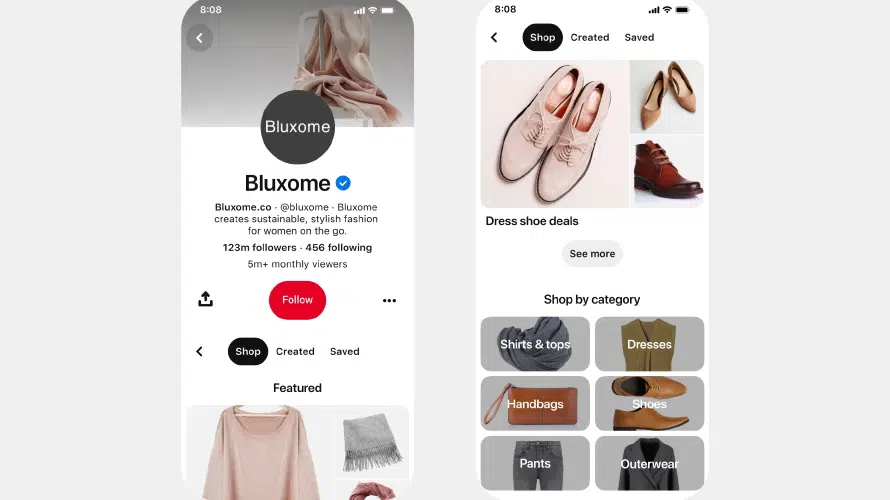 8:08
Bluxome
Bluxome
Bluxome.co · @bluxome · Bluxome
creates sustainable, stylish fashion
for women on the go.
123m followers · 456 following
5m+ monthly viewers
Follow
Shop Created Saved
Featured
8:08
Shop Created Saved
Dress shoe deals
See more
Shop by category
Shirts & tops Dresses
Handbags Shoes
Pants Outerwear